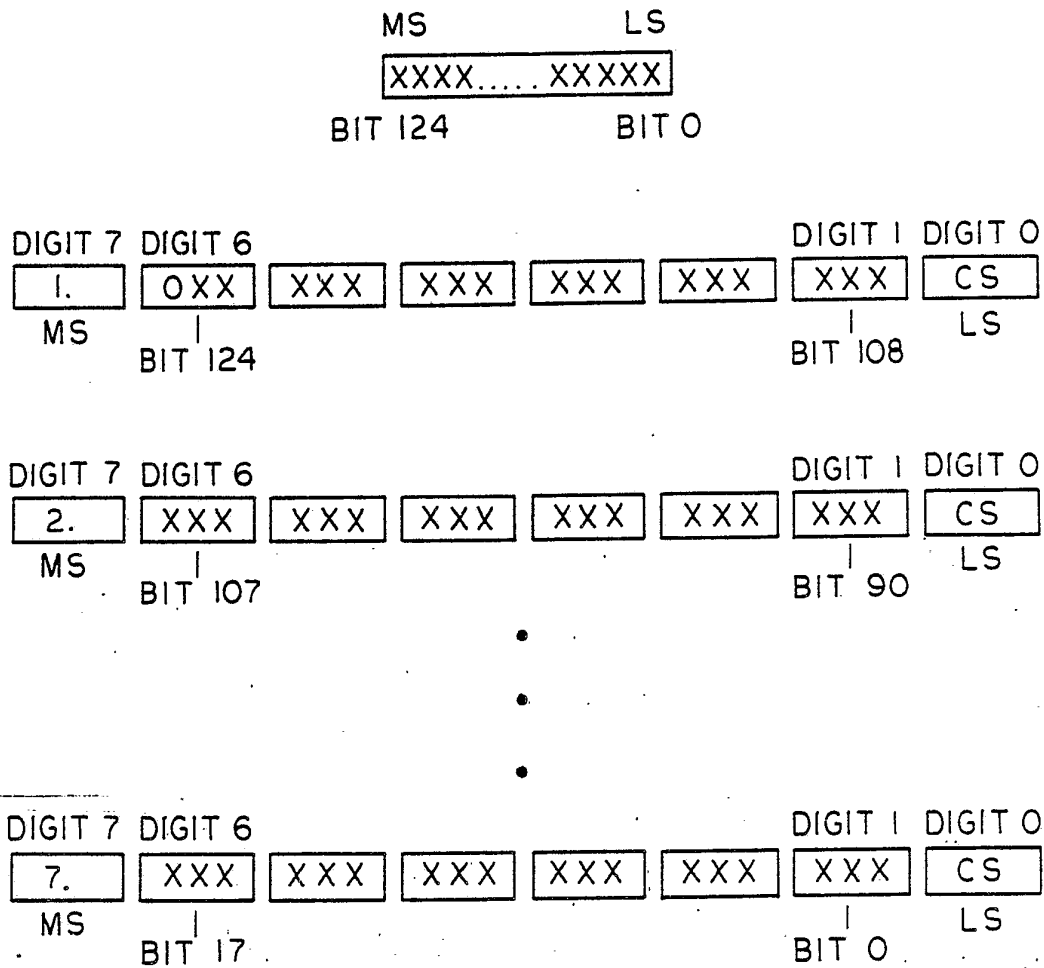 MS LS
XXXX..... XXXXX
BIT 124 BIT 0
DIGIT 7 DIGIT 6 DIGIT 1 DIGIT 0
1. 0XX XXX XXX XXX XXX XXX CS
MS LS
BIT 124 BIT 108
DIGIT 7 DIGIT 6 DIGIT 1 DIGIT 0
2. XXX XXX XXX XXX XXX XXX CS
MS LS
BIT 107 BIT 90
DIGIT 7 DIGIT 6 DIGIT 1 DIGIT 0
7. XXX XXX XXX XXX XXX XXX CS
MS LS
BIT 17 BIT 0